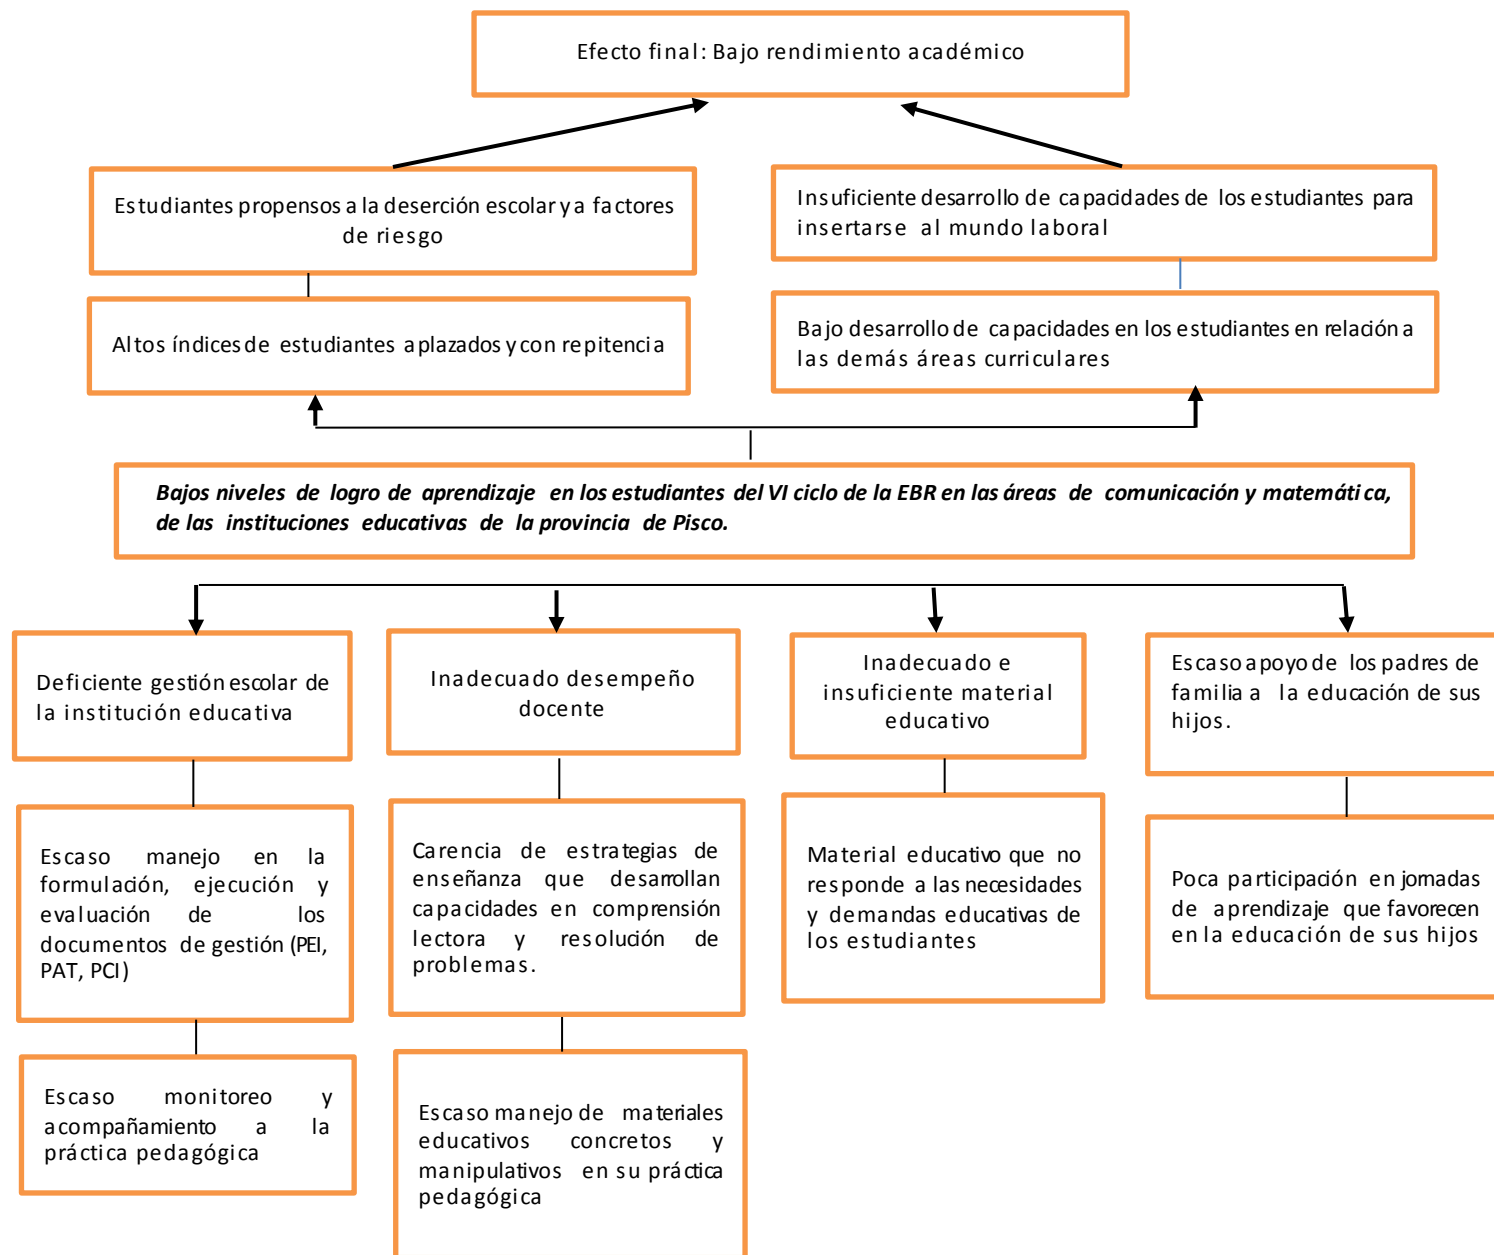 Efecto final: Bajo rendimiento académico
Estudiantes propensos a la deserción escolar y a factores
de riesgo
Insuficiente desarrollo de capacidades de los estudiantes para
insertarse al mundo laboral
Altos índices de estudiantes aplazados y con repitencia
Bajo desarrollo de capacidades en los estudiantes en relación a
las demás áreas curriculares
Bajos niveles de logro de aprendizaje en los estudiantes del VI ciclo de la EBR en las áreas de comunicación y matemática,
de las instituciones educativas de la provincia de Pisco.
Deficiente gestión escolar de
la institución educativa
Inadecuado desempeño
docente
Inadecuado e
insuficiente material
educativo
Escaso apoyo de los padres de
familia a la educación de sus
hijos.
Escaso manejo en la
formulación, ejecución y
evaluación de los
documentos de gestión (PEI,
PAT, PCI)
Carencia de estrategias de
enseñanza que desarrollan
capacidades en comprensión
lectora y resolución de
problemas.
Material educativo que no
responde a las necesidades
y demandas educativas de
los estudiantes
Poca participación en jornadas
de aprendizaje que favorecen
en la educación de sus hijos
Escaso monitoreo y
acompañamiento a la
práctica pedagógica
Escaso manejo de materiales
educativos concretos y
manipulativos en su práctica
pedagógica